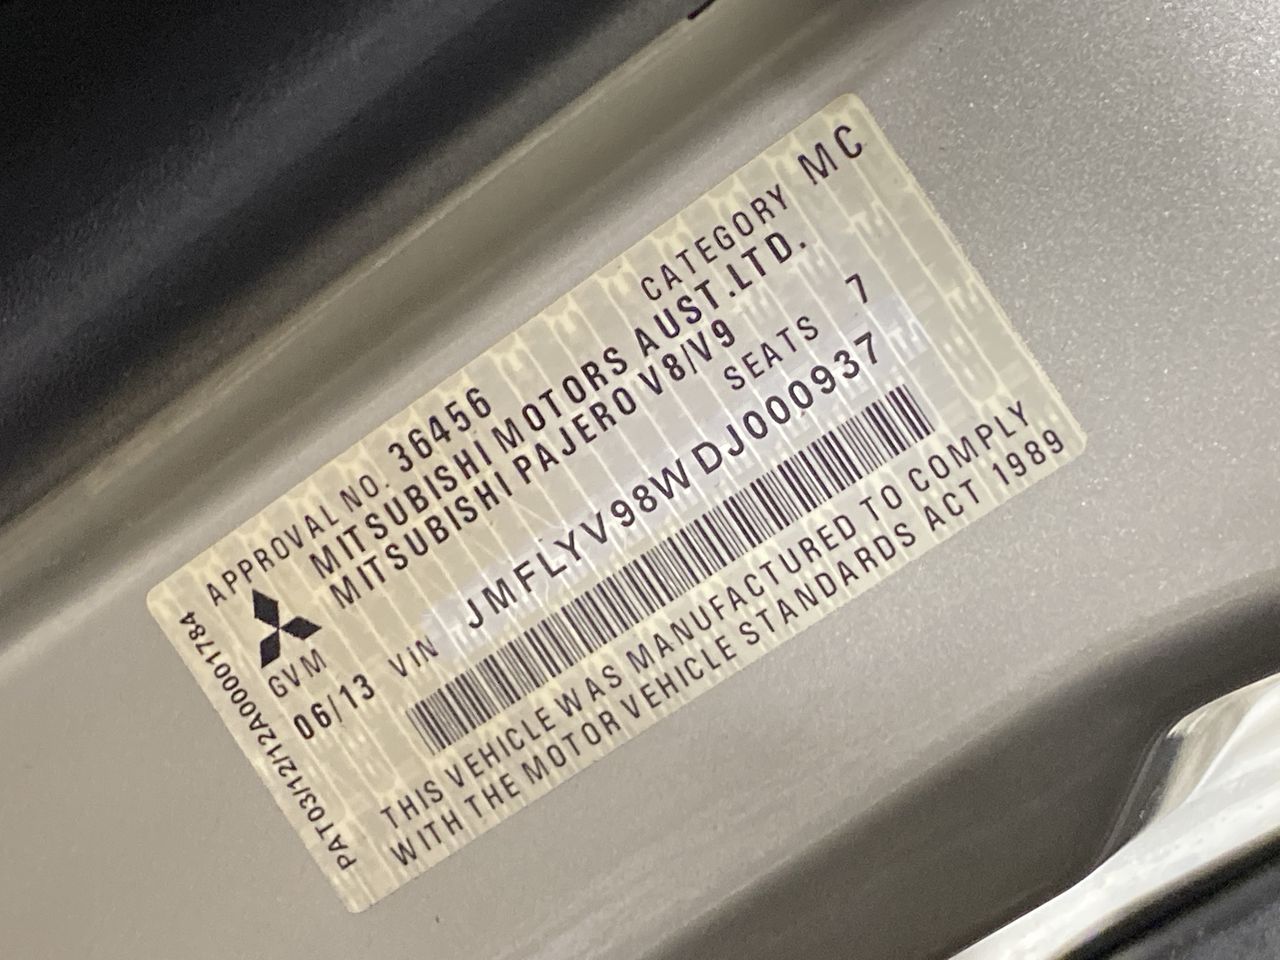 APPROVAL NO. 36456 CATEGORY MC
MITSUBISHI MOTORS AUST.LTD.
MITSUBISHI PAJERO V8/V9
GVM SEATS 7
06/13 VIN JMFLYV98WDJ000937
THIS VEHICLE WAS MANUFACTURED TO COMPLY
WITH THE MOTOR VEHICLE STANDARDS ACT 1989
PAT03/12/12A00001784